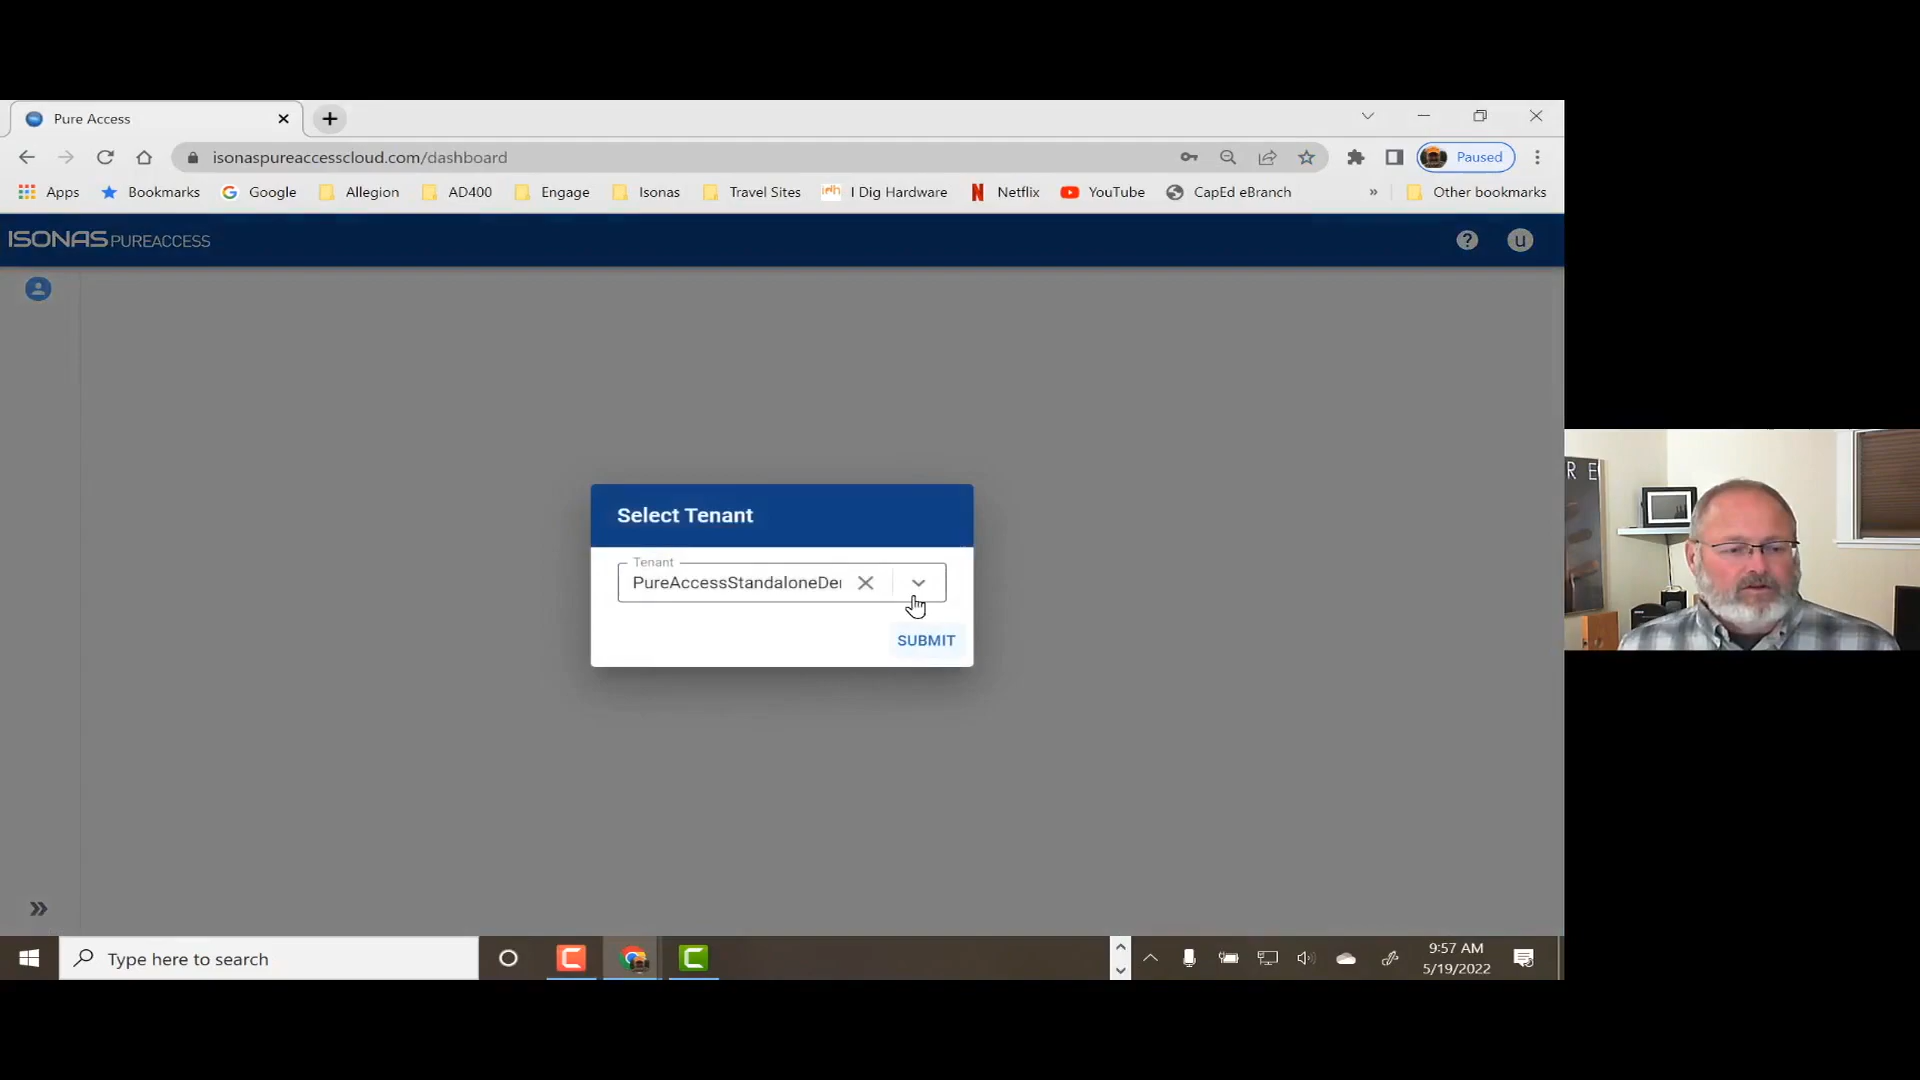 Pure Access
isonaspureaccesscloud.com/dashboard
Paused
Apps
Bookmarks
Google
Allegion
AD400
Engage
Isonas
Travel Sites
I Dig Hardware
Netflix
YouTube
CapEd eBranch
»
Other bookmarks
ISONAS PUREACCESS
?
u
Select Tenant
Tenant
PureAccessStandaloneDe
SUBMIT
R E
Type here to search
9:57 AM
5/19/2022